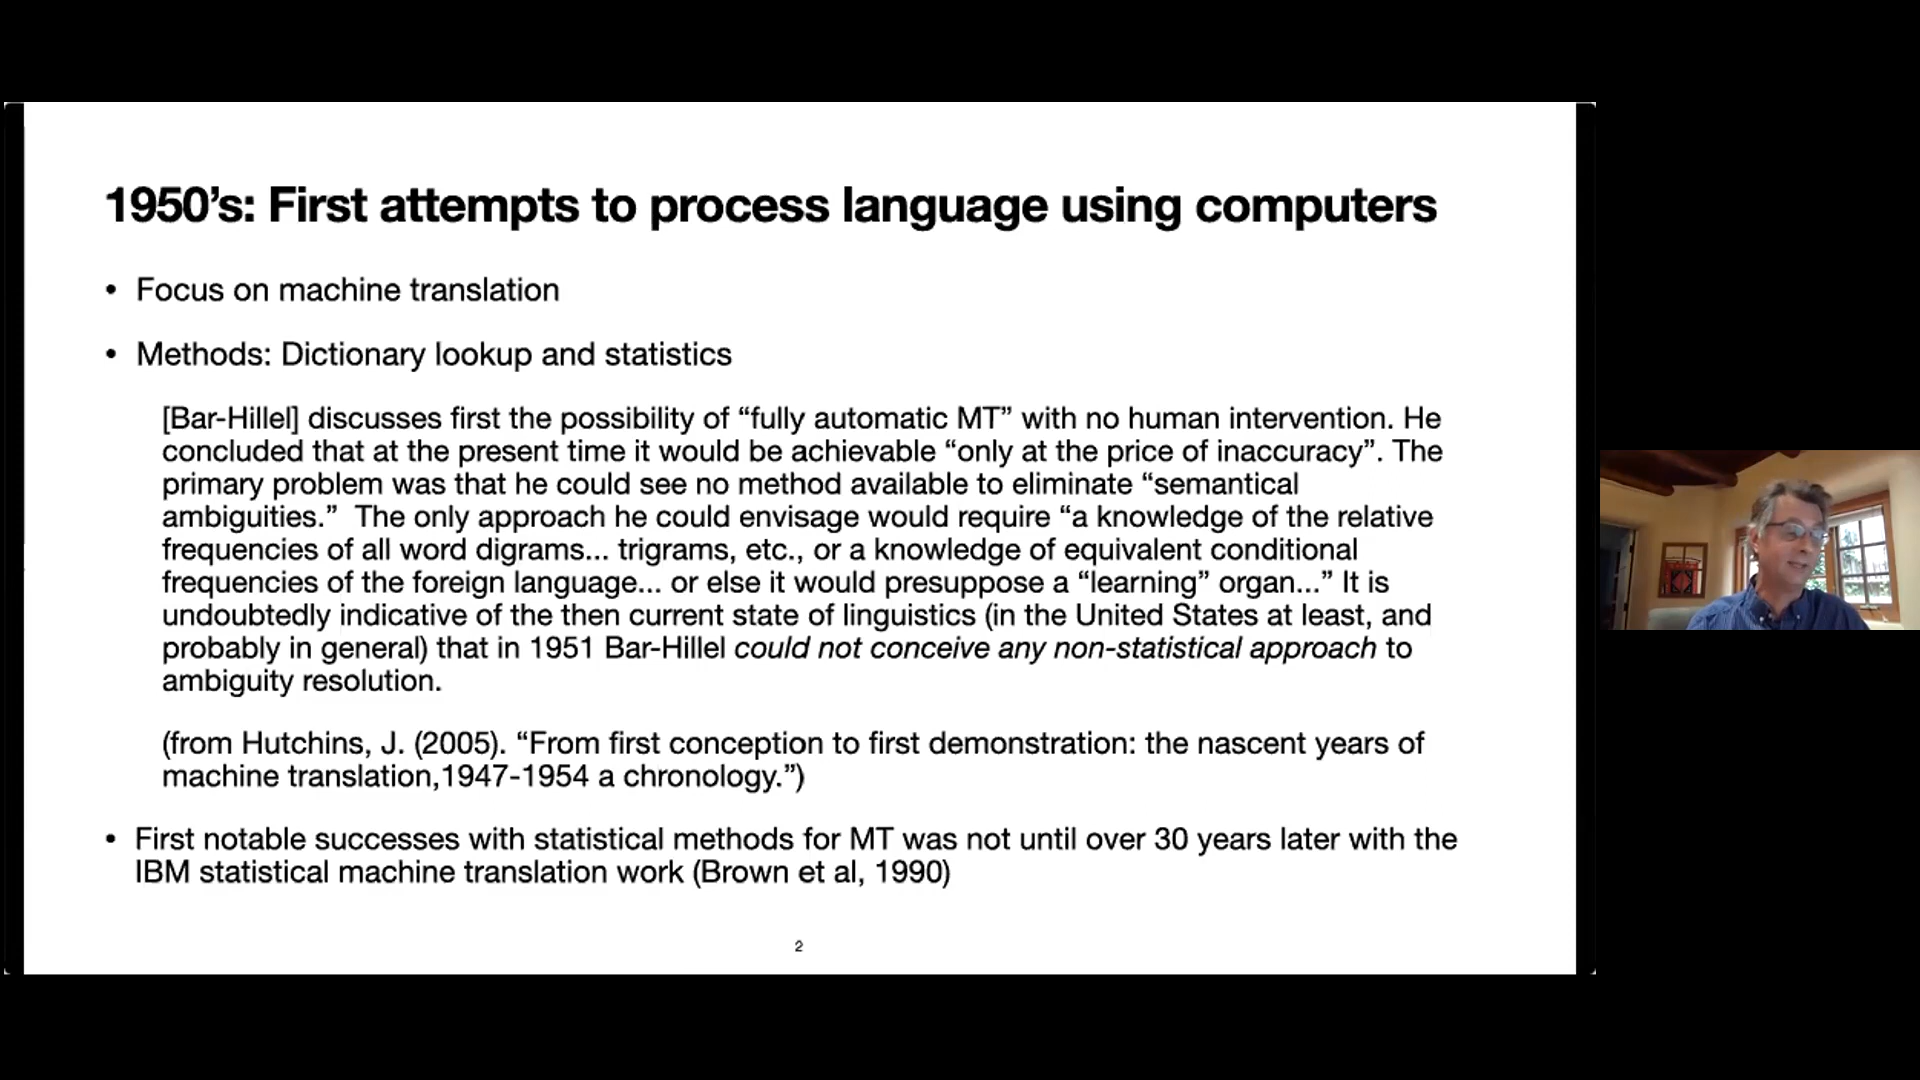 1950’s: First attempts to process language using computers
• Focus on machine translation
• Methods: Dictionary lookup and statistics
[Bar-Hillel] discusses first the possibility of “fully automatic MT” with no human intervention. He
concluded that at the present time it would be achievable “only at the price of inaccuracy”. The
primary problem was that he could see no method available to eliminate “semantical
ambiguities.”  The only approach he could envisage would require “a knowledge of the relative
frequencies of all word digrams... trigrams, etc., or a knowledge of equivalent conditional
frequencies of the foreign language... or else it would presuppose a “learning” organ...” It is
undoubtedly indicative of the then current state of linguistics (in the United States at least, and
probably in general) that in 1951 Bar-Hillel could not conceive any non-statistical approach to
ambiguity resolution.
(from Hutchins, J. (2005). “From first conception to first demonstration: the nascent years of
machine translation,1947-1954 a chronology.”)
• First notable successes with statistical methods for MT was not until over 30 years later with the
IBM statistical machine translation work (Brown et al, 1990)
2